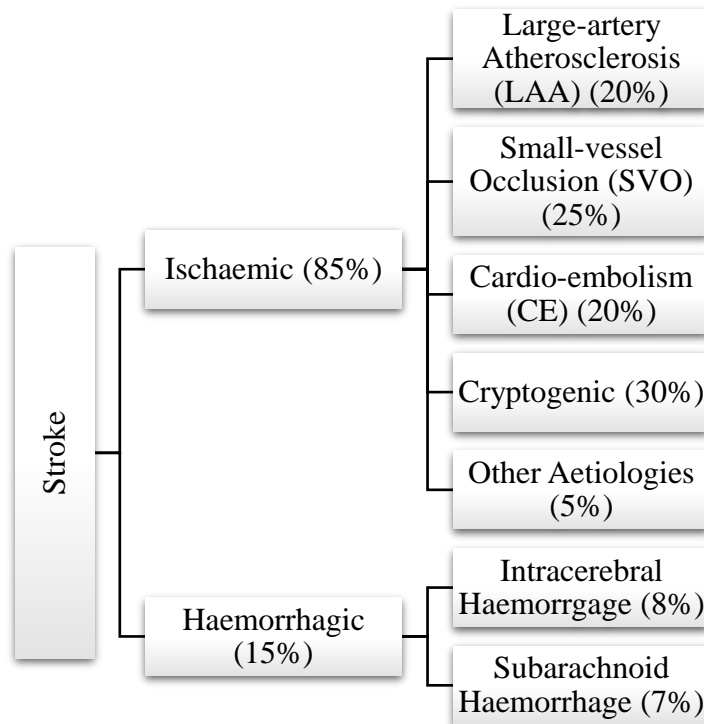 Stroke
Ischaemic (85%)
Large-artery
Atherosclerosis
(LAA) (20%)
Small-vessel
Occlusion (SVO)
(25%)
Cardio-embolism
(CE) (20%)
Cryptogenic (30%)
Other Aetiologies
(5%)
Haemorrhagic
(15%)
Intracerebral
Haemorrgage (8%)
Subarachnoid
Haemorrhage (7%)